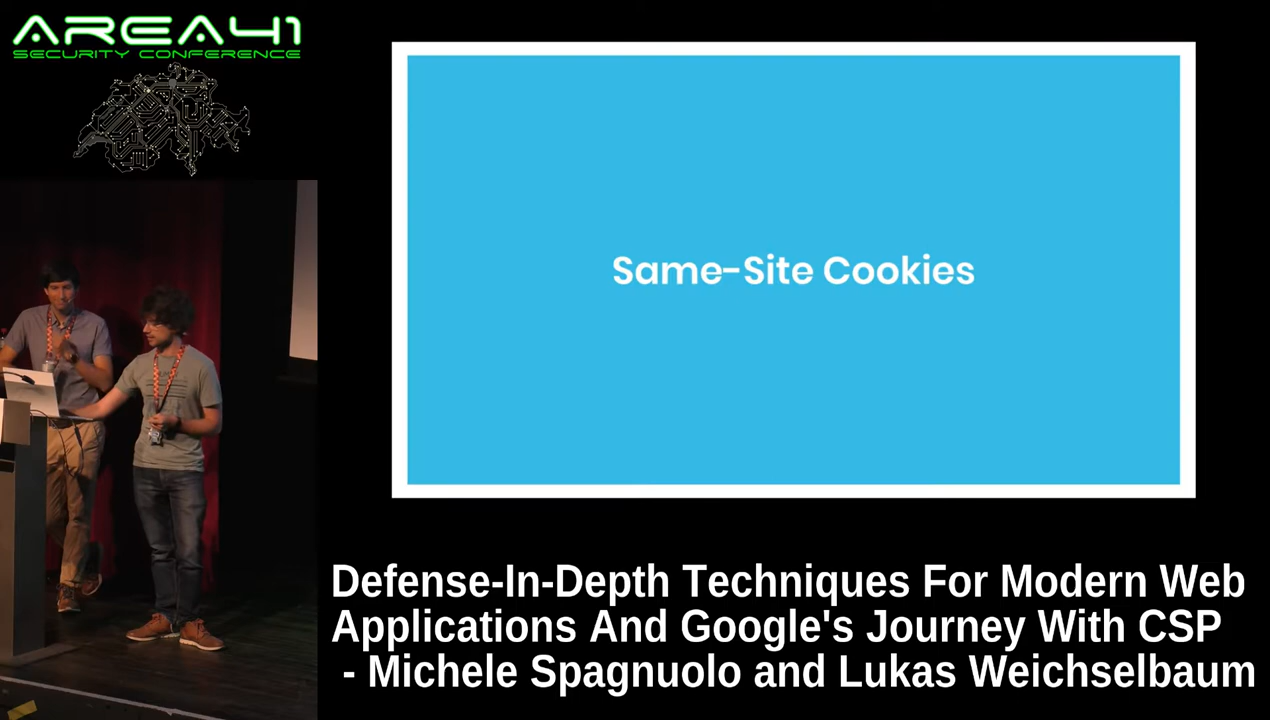 AREA41
SECURITY CONFERENCE
Same-Site Cookies
Defense-In-Depth Techniques For Modern Web
Applications And Google's Journey With CSP
- Michele Spagnuolo and Lukas Weichselbaum